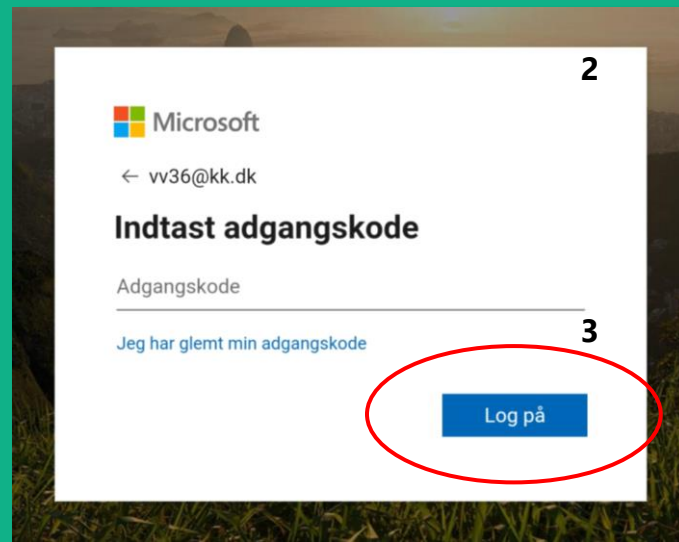 2
Microsoft
← vv36@kk.dk
Indtast adgangskode
Adgangskode
3
Jeg har glemt min adgangskode
Log på